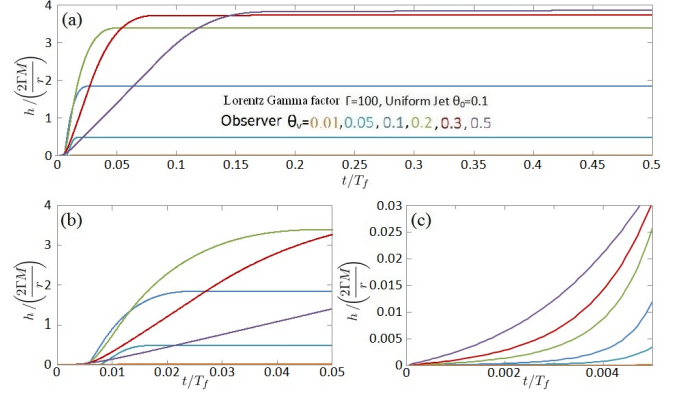 (a)
h/(2ΓM/r)
4
3
2
1
0
Lorentz Gamma factor Γ=100, Uniform Jet θ₀=0.1
Observer θᵥ=0.01,0.05,0.1,0.2,0.3,0.5
0 0.05 0.1 0.15 0.2 0.25 0.3 0.35 0.4 0.45 0.5
t/T_f
(b)
h/(2ΓM/r)
4
3
2
1
0
0 0.01 0.02 0.03 0.04 0.05
t/T_f
(c)
h/(2ΓM/r)
0.03
0.025
0.02
0.015
0.01
0.005
0
0.002 0.004
t/T_f